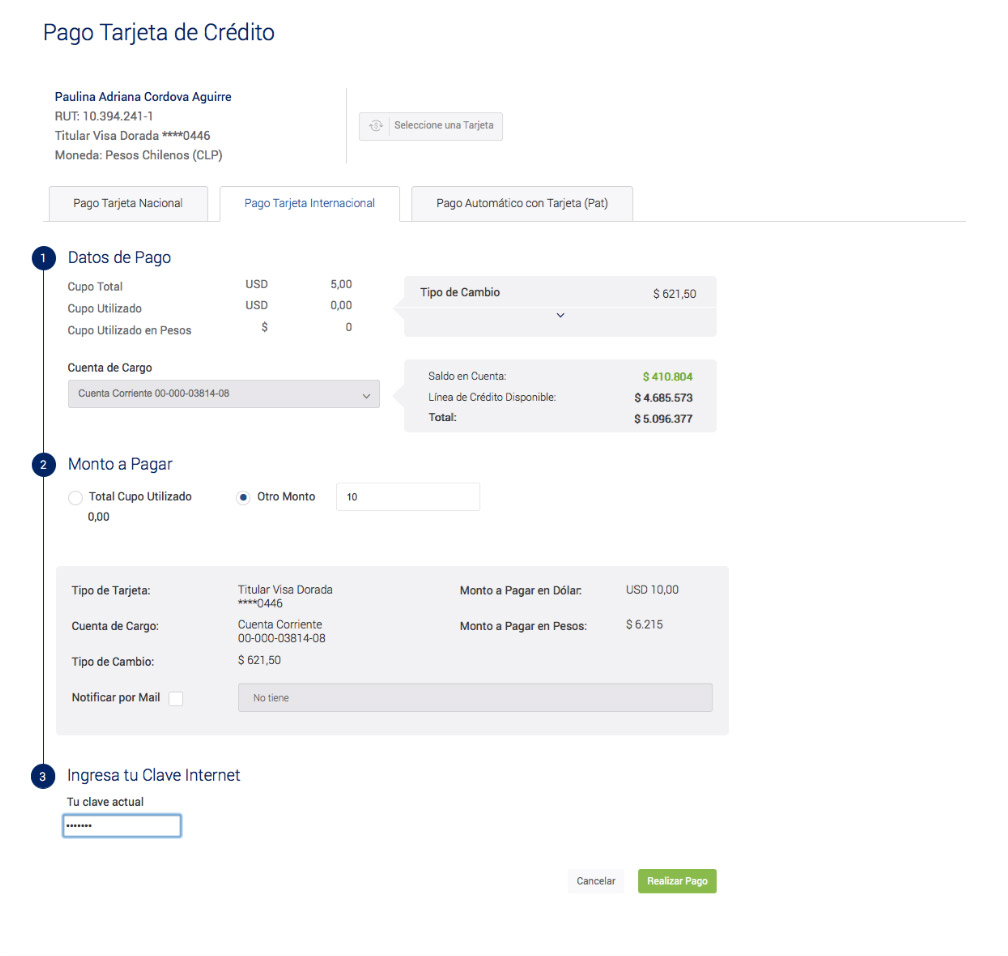 Pago Tarjeta de Crédito
Paulina Adriana Cordova Aguirre
RUT: 10.394.241-1
Titular Visa Dorada ****0446
Moneda: Pesos Chilenos (CLP)
Seleccione una Tarjeta
Pago Tarjeta Nacional
Pago Tarjeta Internacional
Pago Automático con Tarjeta (Pat)
1 Datos de Pago
Cupo Total USD 5,00
Cupo Utilizado USD 0,00
Cupo Utilizado en Pesos $ 0
Tipo de Cambio $ 621,50
Cuenta de Cargo
Cuenta Corriente 00-000-03814-08
Saldo en Cuenta: $ 410.804
Línea de Crédito Disponible: $ 4.685.573
Total: $ 5.096.377
2 Monto a Pagar
Total Cupo Utilizado
0,00
Otro Monto 10
Tipo de Tarjeta: Titular Visa Dorada
****0446
Monto a Pagar en Dólar: USD 10,00
Cuenta de Cargo: Cuenta Corriente
00-000-03814-08
Monto a Pagar en Pesos: $ 6.215
Tipo de Cambio: $ 621,50
Notificar por Mail No tiene
3 Ingresa tu Clave Internet
Tu clave actual
•••••••
Cancelar
Realizar Pago